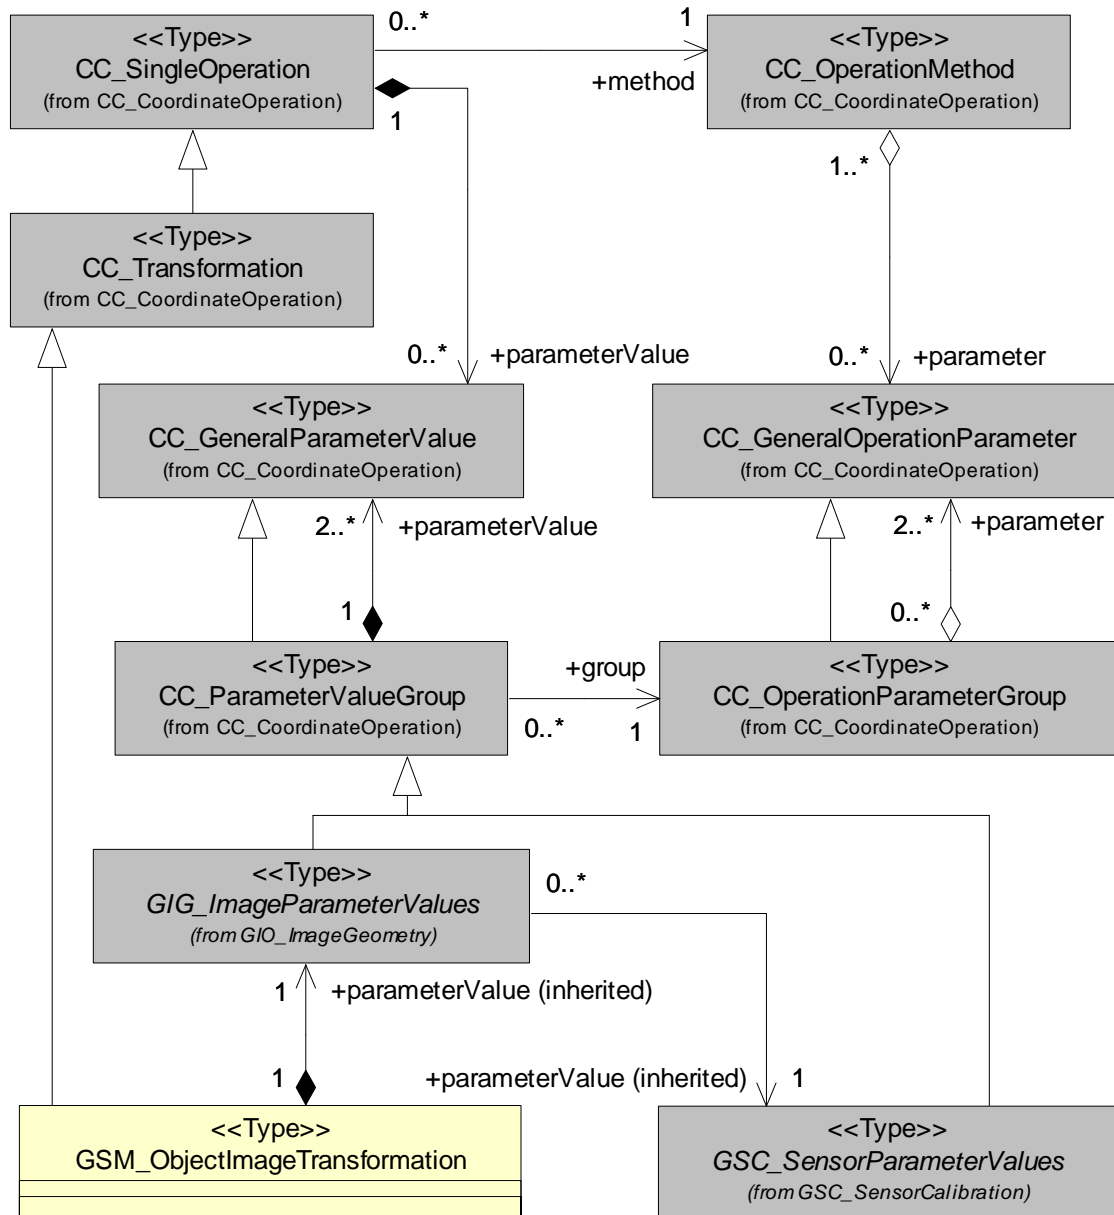 <<Type>>
CC_SingleOperation
(from CC_CoordinateOperation)
0..*
1
+method
<<Type>>
CC_OperationMethod
(from CC_CoordinateOperation)
1
1..*
<<Type>>
CC_Transformation
(from CC_CoordinateOperation)
0..*
+parameterValue
0..*
+parameter
<<Type>>
CC_GeneralParameterValue
(from CC_CoordinateOperation)
<<Type>>
CC_GeneralOperationParameter
(from CC_CoordinateOperation)
2..*
+parameterValue
2..*
+parameter
1
0..*
<<Type>>
CC_ParameterValueGroup
(from CC_CoordinateOperation)
+group
0..*
1
<<Type>>
CC_OperationParameterGroup
(from CC_CoordinateOperation)
<<Type>>
GIG_ImageParameterValues
(from GIO_ImageGeometry)
0..*
1
+parameterValue (inherited)
1
+parameterValue (inherited)
1
<<Type>>
GSM_ObjectImageTransformation
<<Type>>
GSC_SensorParameterValues
(from GSC_SensorCalibration)